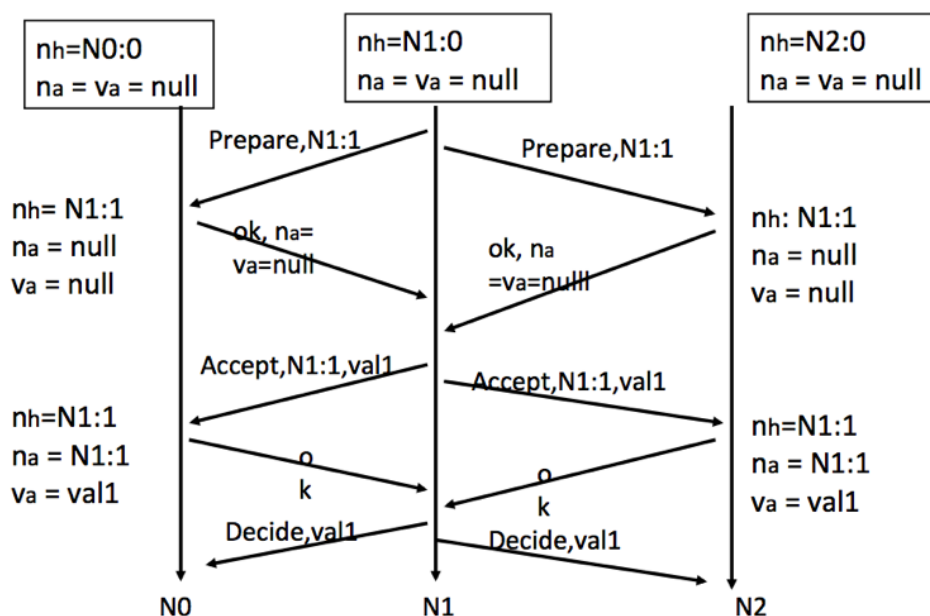 nh=N0:0
na = va = null
nh=N1:0
na = va = null
nh=N2:0
na = va = null
Prepare,N1:1
Prepare,N1:1
nh= N1:1
na = null
va = null
ok, na=
va=null
ok, na
=va=nulll
nh: N1:1
na = null
va = null
Accept,N1:1,val1
Accept,N1:1,val1
nh=N1:1
na = N1:1
va = val1
o
k
o
k
nh=N1:1
na = N1:1
va = val1
Decide,val1
Decide,val1
N0
N1
N2